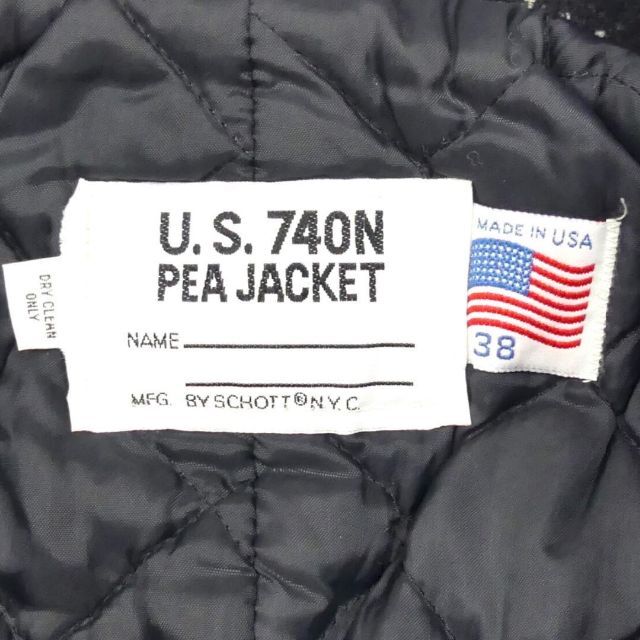 U. S. 740N
PEA JACKET
NAME
MFG. BY SCHOTT® N.Y.C.
MADE IN USA
38
DRY CLEAN
ONLY